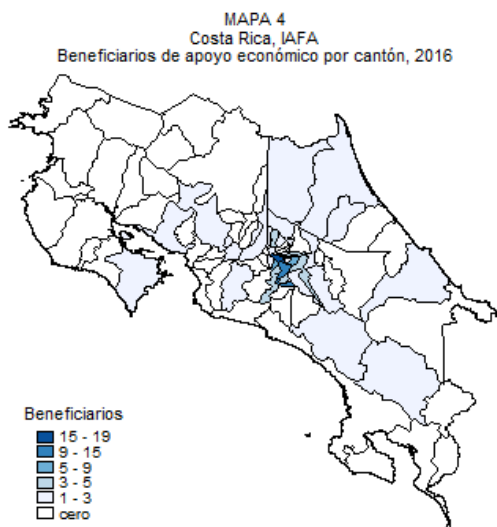 MAPA 4
Costa Rica, IAFA
Beneficiarios de apoyo económico por cantón, 2016
Beneficiarios
15 - 19
9 - 15
5 - 9
3 - 5
1 - 3
cero